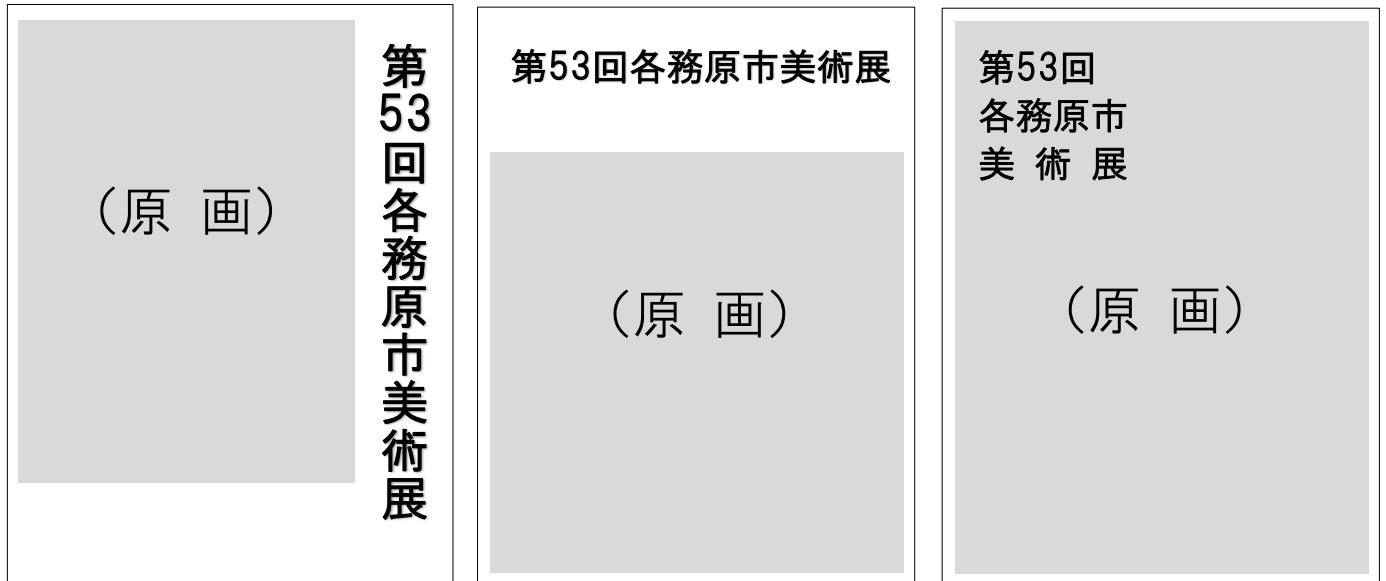 第53回各務原市美術展
（原　画）
第53回各務原市美術展
（原　画）
第53回
各務原市
美　術　展
（原　画）